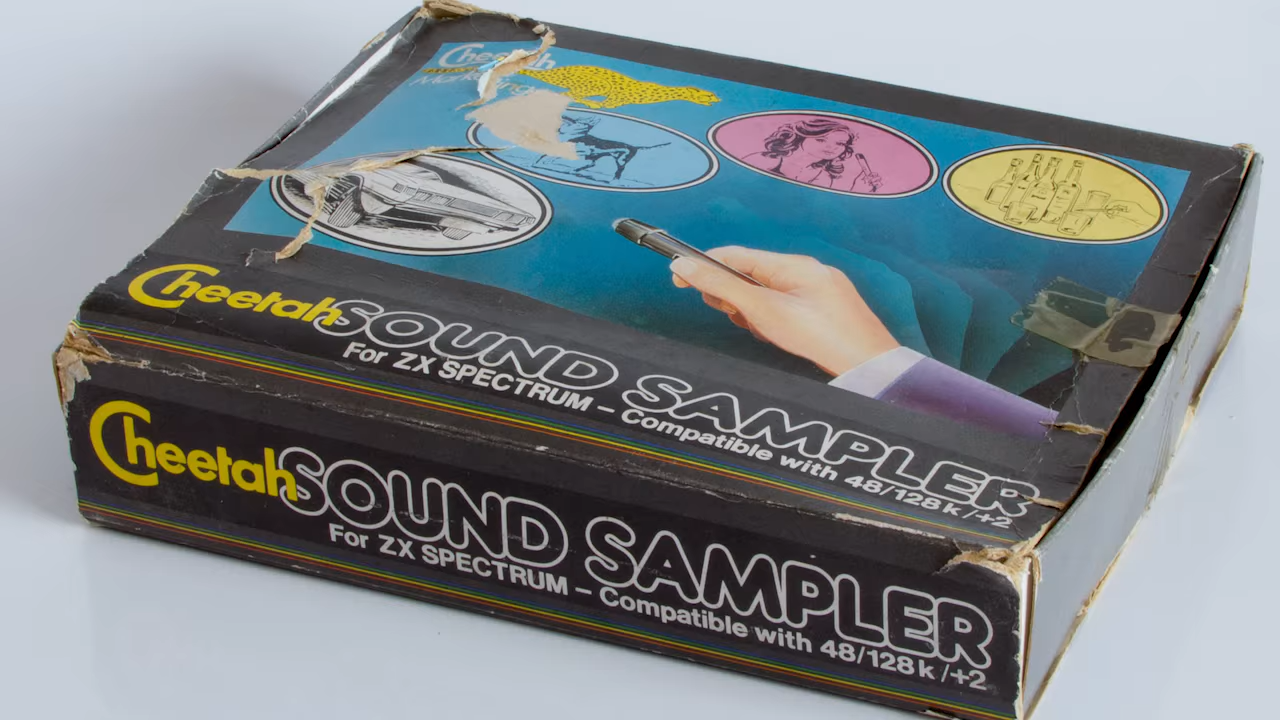 Cheetah
Marketing
Cheetah SOUND SAMPLER
For ZX SPECTRUM – Compatible with 48/128k/+2
Cheetah SOUND SAMPLER
For ZX SPECTRUM – Compatible with 48/128k/+2